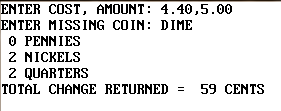 ENTER COST, AMOUNT: 4.40,5.00
ENTER MISSING COIN: DIME
0 PENNIES
2 NICKELS
2 QUARTERS
TOTAL CHANGE RETURNED = 59 CENTS